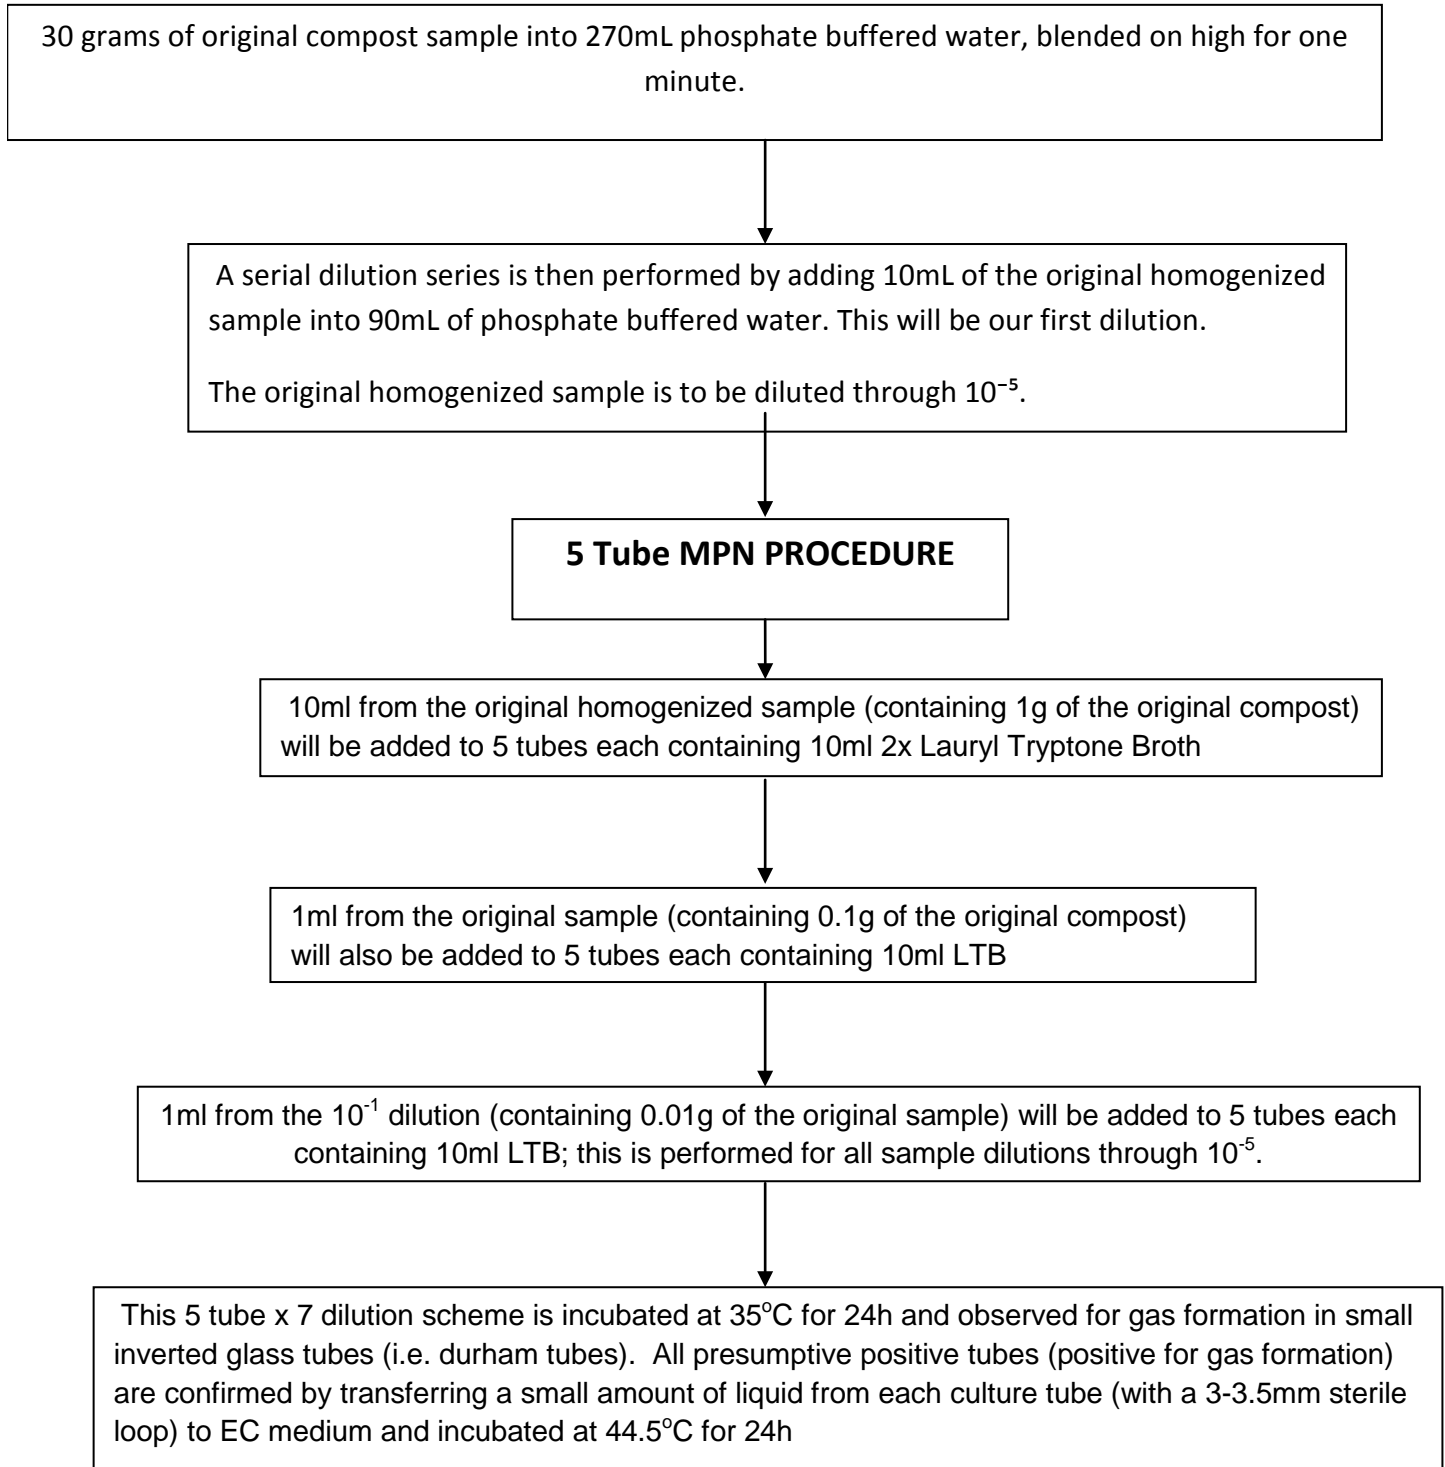 30 grams of original compost sample into 270mL phosphate buffered water, blended on high for one
minute.
A serial dilution series is then performed by adding 10mL of the original homogenized
sample into 90mL of phosphate buffered water. This will be our first dilution.
The original homogenized sample is to be diluted through 10⁻⁵.
5 Tube MPN PROCEDURE
10ml from the original homogenized sample (containing 1g of the original compost)
will be added to 5 tubes each containing 10ml 2x Lauryl Tryptone Broth
1ml from the original sample (containing 0.1g of the original compost)
will also be added to 5 tubes each containing 10ml LTB
1ml from the 10⁻¹ dilution (containing 0.01g of the original sample) will be added to 5 tubes each
containing 10ml LTB; this is performed for all sample dilutions through 10⁻⁵.
This 5 tube x 7 dilution scheme is incubated at 35°C for 24h and observed for gas formation in small
inverted glass tubes (i.e. durham tubes). All presumptive positive tubes (positive for gas formation)
are confirmed by transferring a small amount of liquid from each culture tube (with a 3-3.5mm sterile
loop) to EC medium and incubated at 44.5°C for 24h